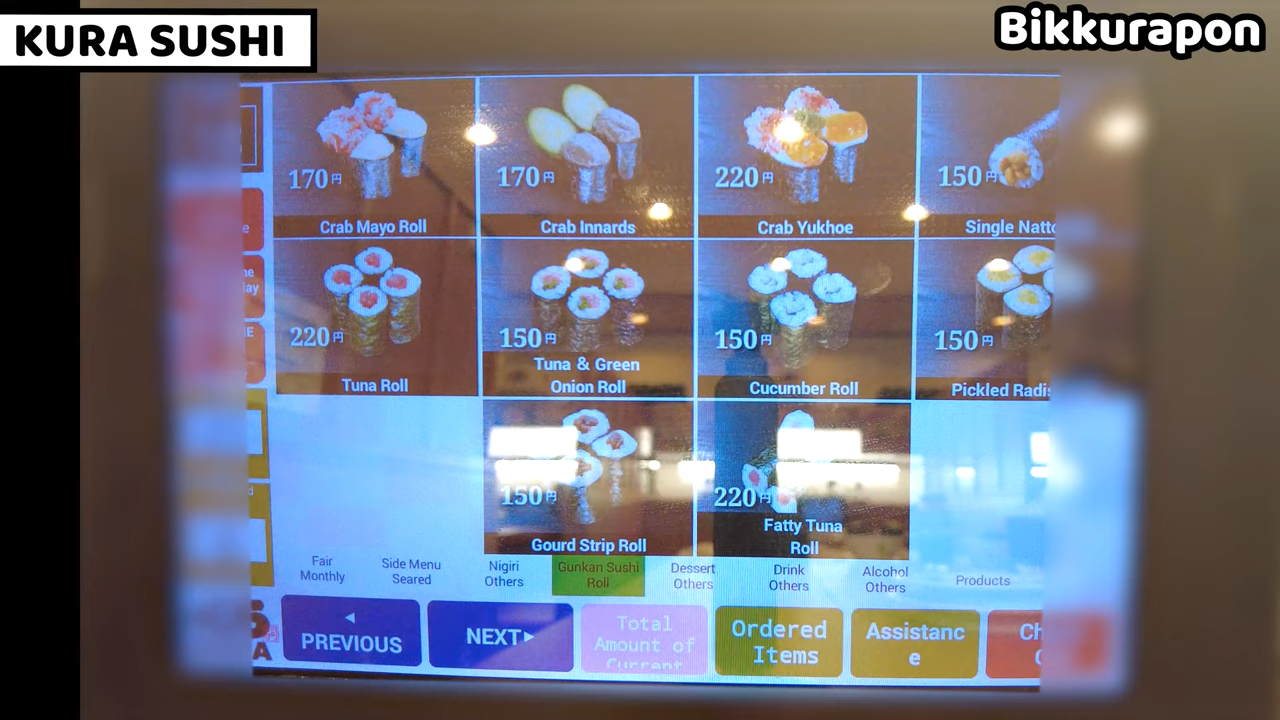 KURA SUSHI
Bikkurapon
170円
Crab Mayo Roll
170円
Crab Innards
220円
Crab Yukhoe
150円
Single Natto
220円
Tuna Roll
150円
Tuna & Green
Onion Roll
150円
Cucumber Roll
150円
Pickled Radis
150円
Gourd Strip Roll
220円
Fatty Tuna
Roll
Fair
Monthly
Side Menu
Seared
Nigiri
Others
Gunkan Sushi
Roll
Dessert
Others
Drink
Others
Alcohol
Others
Products
PREVIOUS
NEXT
Total
Amount of
Current
Ordered
Items
Assistanc
e